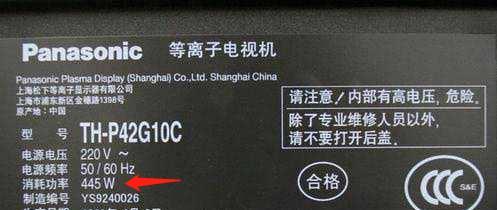 Panasonic 等离子电视机
Panasonic Plasma Display (Shanghai) Co.,Ltd. Shanghai China
上海松下等离子显示器有限公司
上海市浦东新区金穗路1398号
原产地：中国
型 号 TH-P42G10C
电源电压 220 V ～
电源频率 50 / 60 Hz
消耗功率 445 W
制造编号 YS9240026
请注意！内部有高电压，危险。
除了专业维修人员以外，
请不要打开后盖。
合格
CCC
S&E